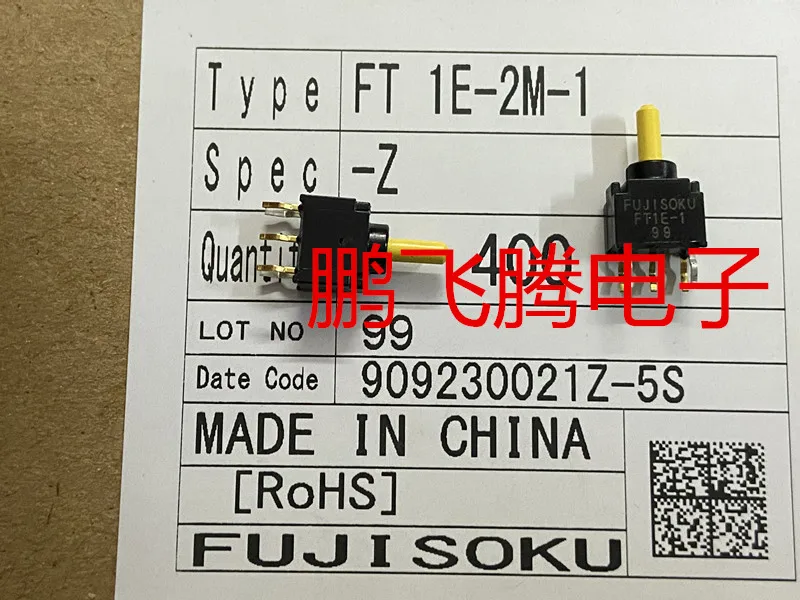 Type FT 1E-2M-1
Spec -Z
Quantit 400
鹏飞腾电子
LOT NO 99
Date Code 909230021Z-5S
MADE IN CHINA
[RoHS]
FUJISOKU
FUJISOKU
FT1E-1
99